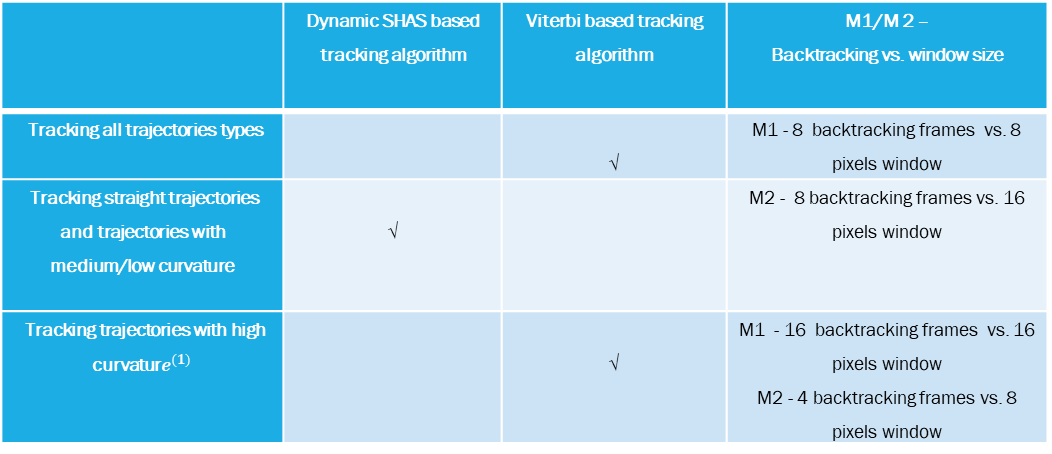 Dynamic SHAS based
tracking algorithm
Viterbi based tracking
algorithm
M1/M 2 –
Backtracking vs. window size
Tracking all trajectories types
√
M1 - 8 backtracking frames vs. 8
pixels window
Tracking straight trajectories
and trajectories with
medium/low curvature
√
M2 - 8 backtracking frames vs. 16
pixels window
Tracking trajectories with high
curvature(1)
√
M1 - 16 backtracking frames vs. 16
pixels window
M2 - 4 backtracking frames vs. 8
pixels window